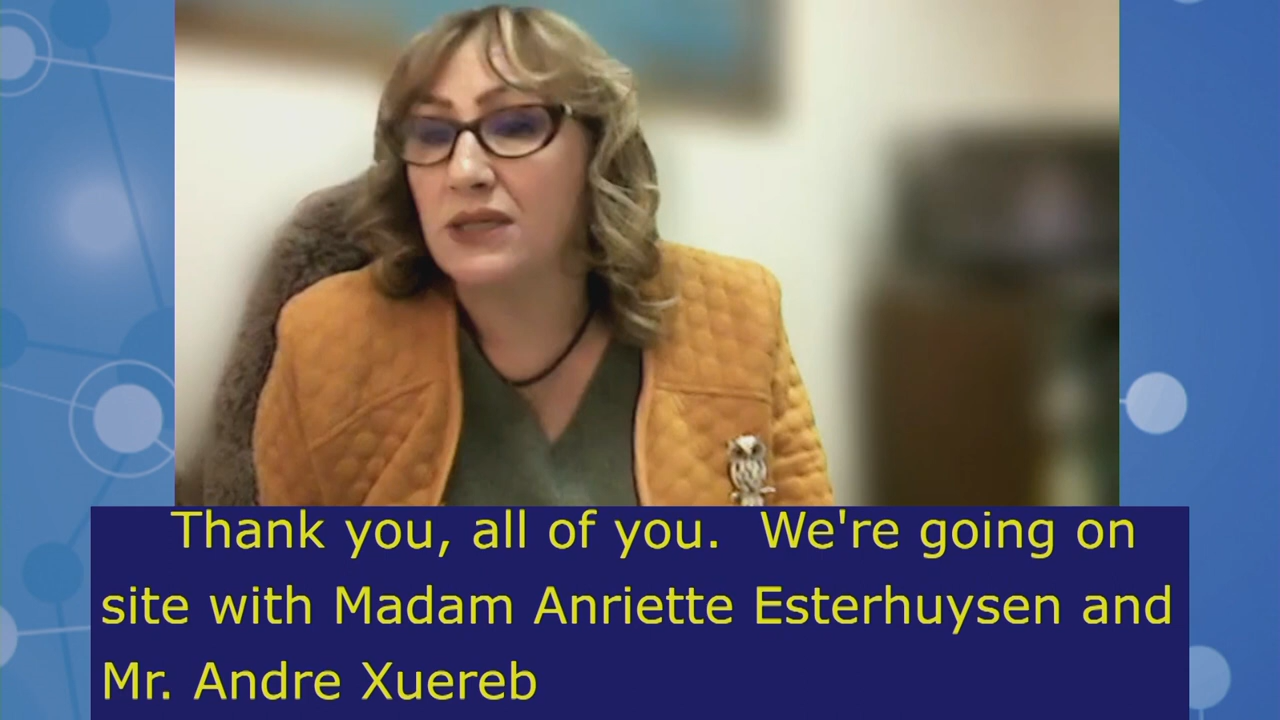 Thank you, all of you.  We're going on
site with Madam Anriette Esterhuysen and
Mr. Andre Xuereb